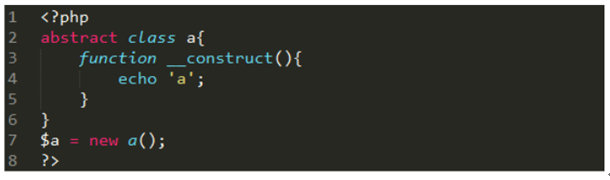 1 <?php
2 abstract class a{
3     function __construct(){
4         echo 'a';
5     }
6 }
7 $a = new a();
8 ?>